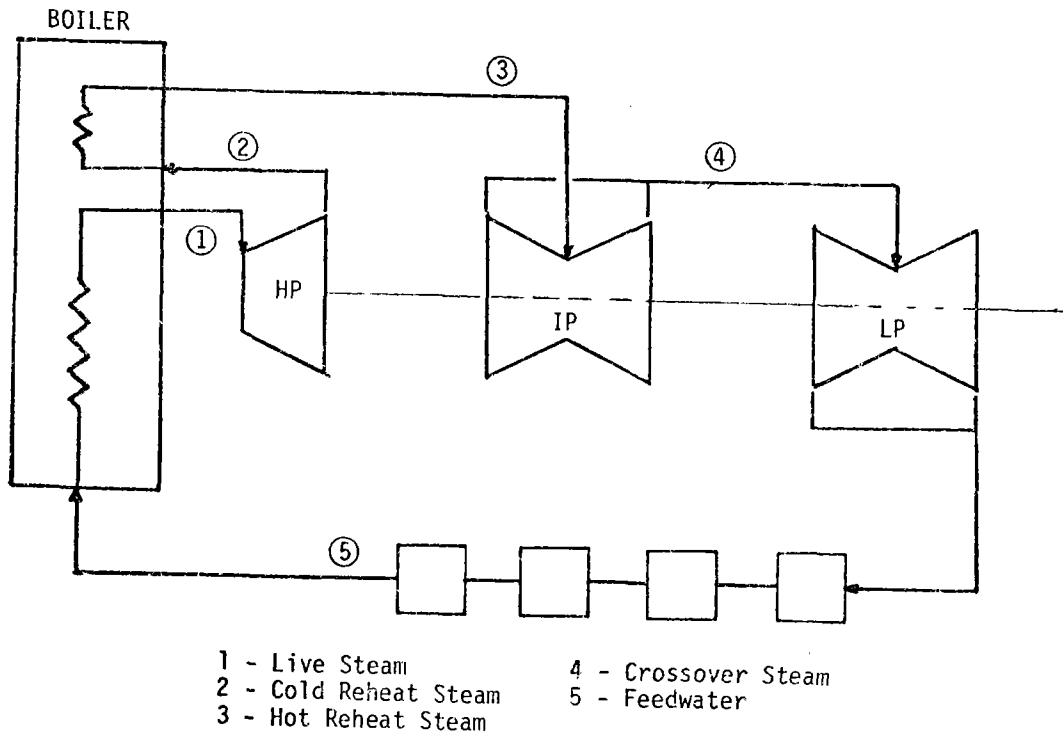 BOILER
③
②
④
①
HP
IP
LP
⑤
1 - Live Steam
2 - Cold Reheat Steam
3 - Hot Reheat Steam
4 - Crossover Steam
5 - Feedwater